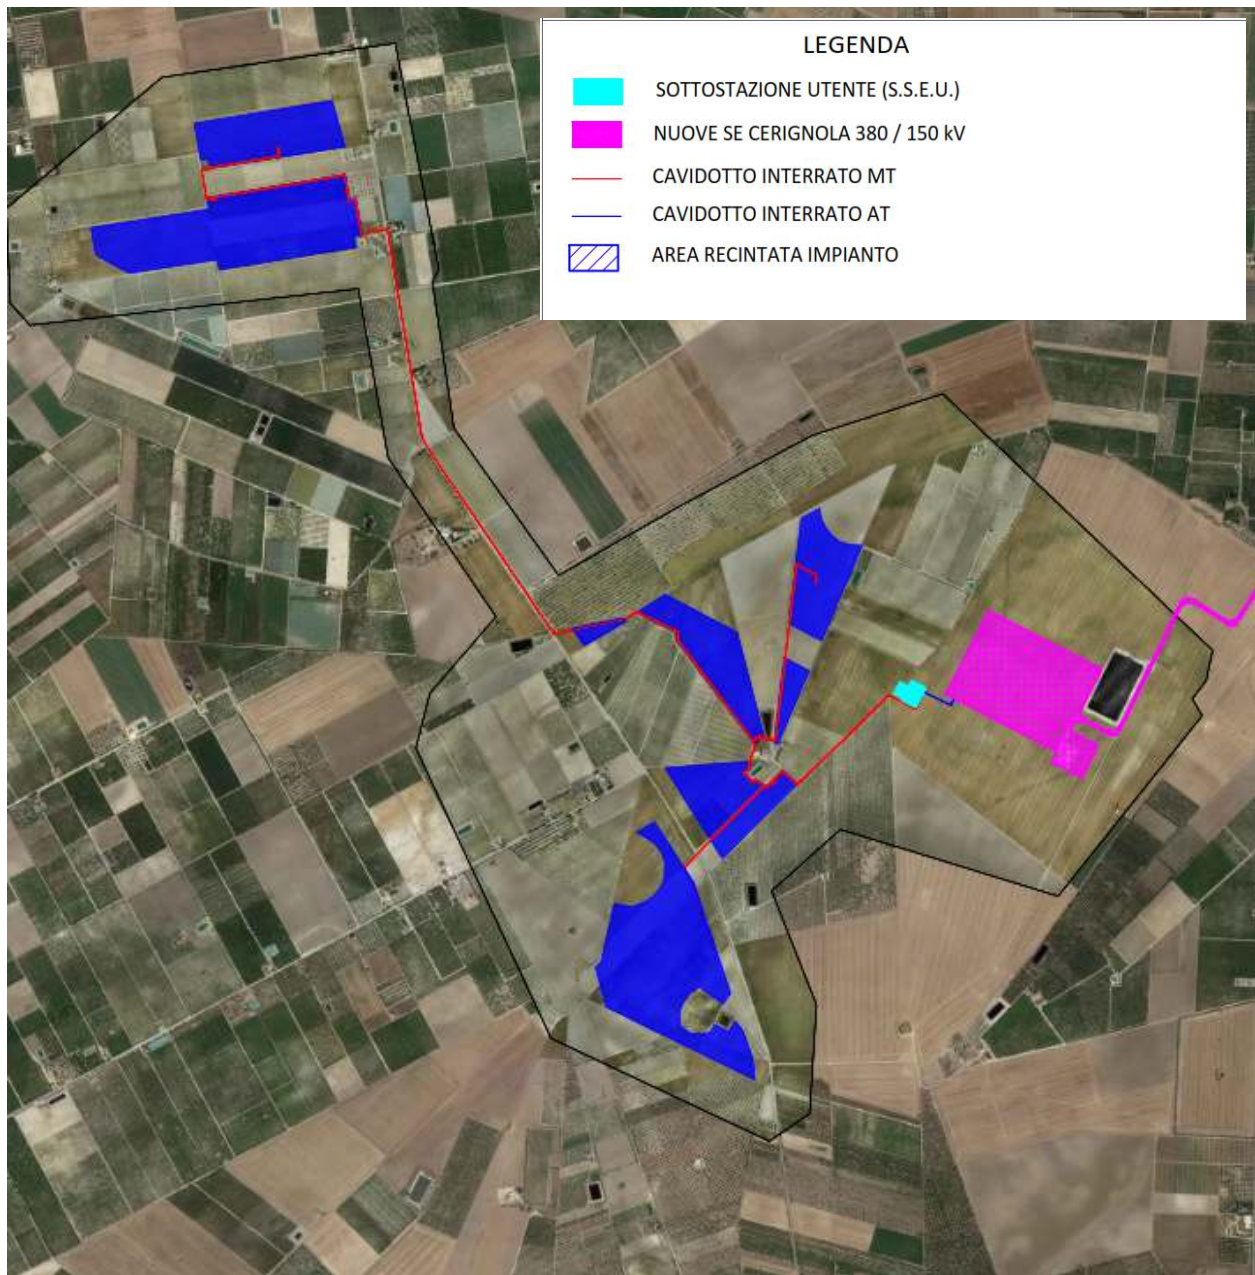 LEGENDA
SOTTOSTAZIONE UTENTE (S.S.E.U.)
NUOVE SE CERIGNOLA 380 / 150 kV
CAVIDOTTO INTERRATO MT
CAVIDOTTO INTERRATO AT
AREA RECINTATA IMPIANTO